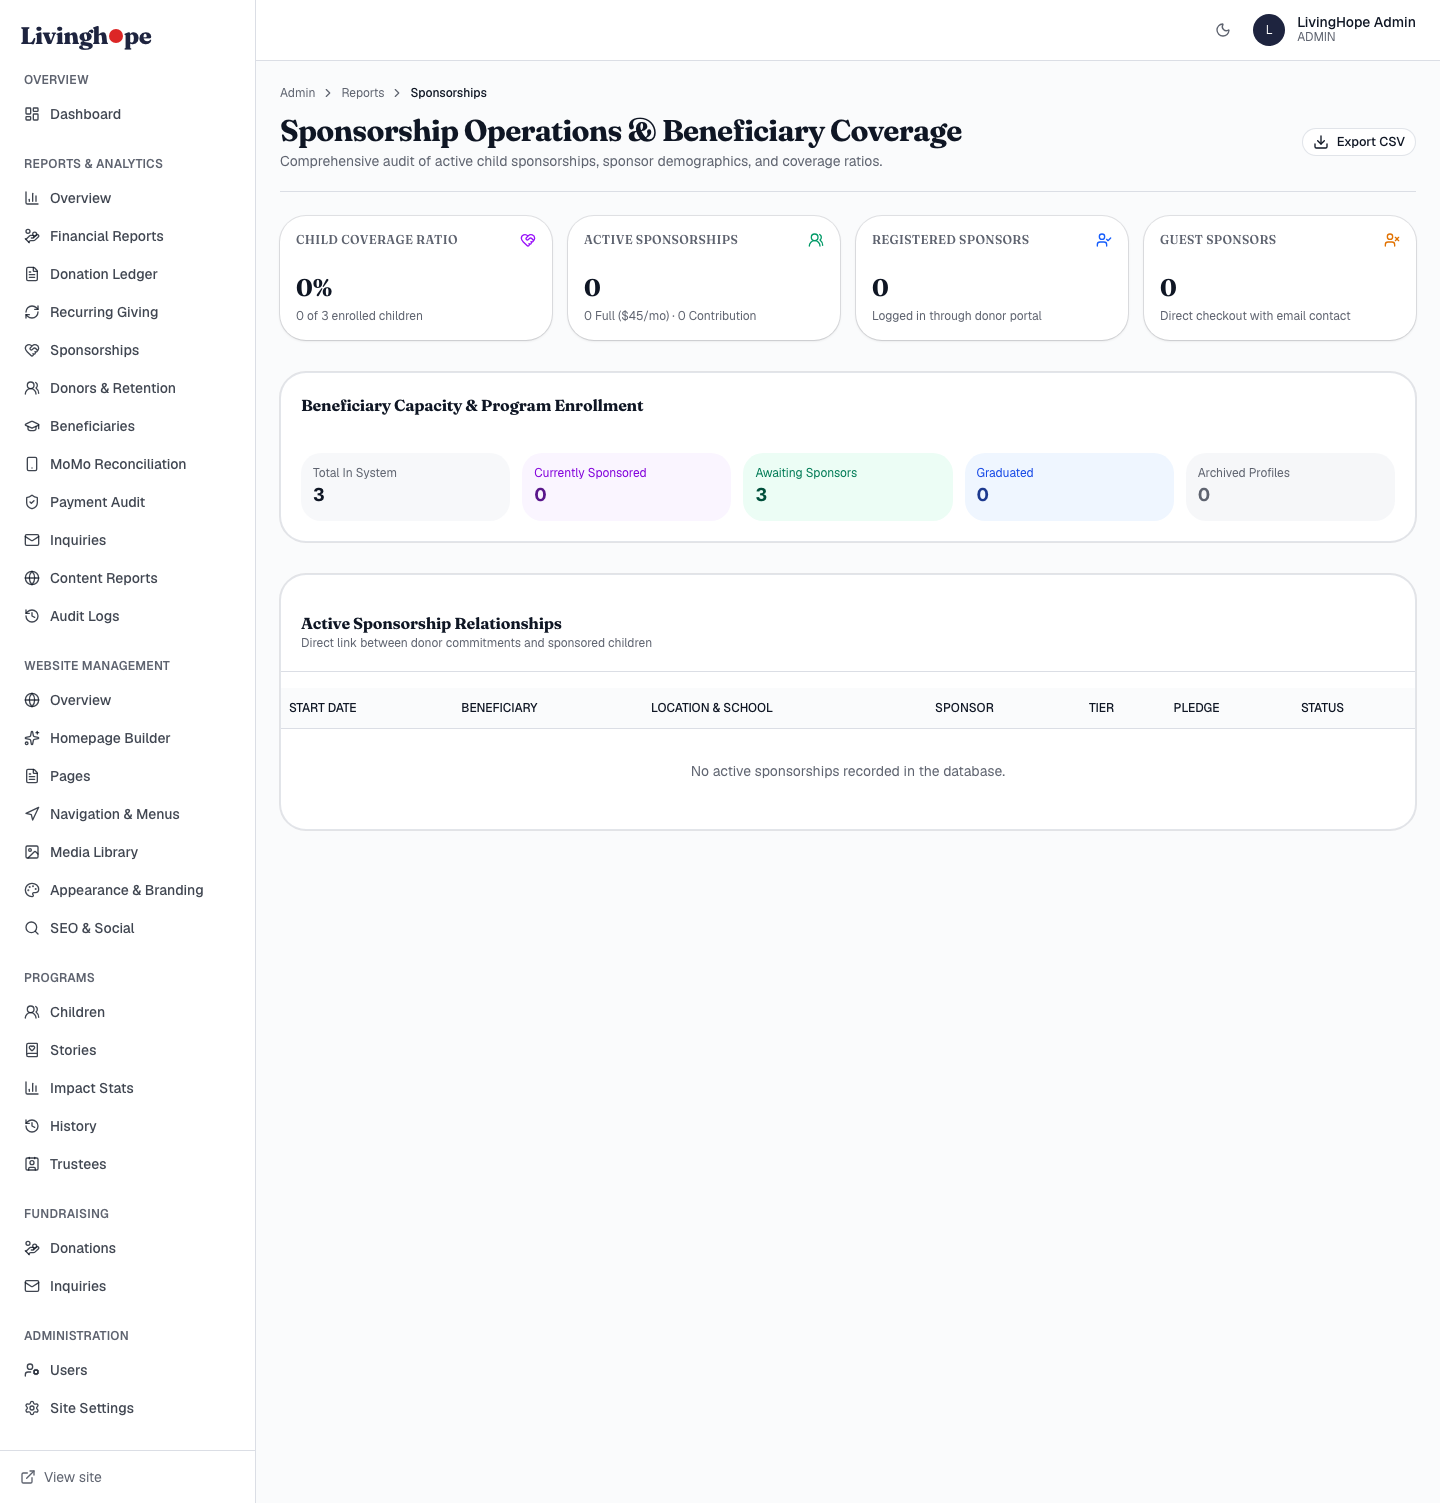 Livinghope
OVERVIEW
Dashboard
REPORTS & ANALYTICS
Overview
Financial Reports
Donation Ledger
Recurring Giving
Sponsorships
Donors & Retention
Beneficiaries
MoMo Reconciliation
Payment Audit
Inquiries
Content Reports
Audit Logs
WEBSITE MANAGEMENT
Overview
Homepage Builder
Pages
Navigation & Menus
Media Library
Appearance & Branding
SEO & Social
PROGRAMS
Children
Stories
Impact Stats
History
Trustees
FUNDRAISING
Donations
Inquiries
ADMINISTRATION
Users
Site Settings
View site
L
LivingHope Admin
ADMIN
Admin > Reports > Sponsorships
Sponsorship Operations & Beneficiary Coverage
Comprehensive audit of active child sponsorships, sponsor demographics, and coverage ratios.
Export CSV
CHILD COVERAGE RATIO
0%
0 of 3 enrolled children
ACTIVE SPONSORSHIPS
0
0 Full ($45/mo) · 0 Contribution
REGISTERED SPONSORS
0
Logged in through donor portal
GUEST SPONSORS
0
Direct checkout with email contact
Beneficiary Capacity & Program Enrollment
Total In System
3
Currently Sponsored
0
Awaiting Sponsors
3
Graduated
0
Archived Profiles
0
Active Sponsorship Relationships
Direct link between donor commitments and sponsored children
START DATE BENEFICIARY LOCATION & SCHOOL SPONSOR TIER PLEDGE STATUS
No active sponsorships recorded in the database.